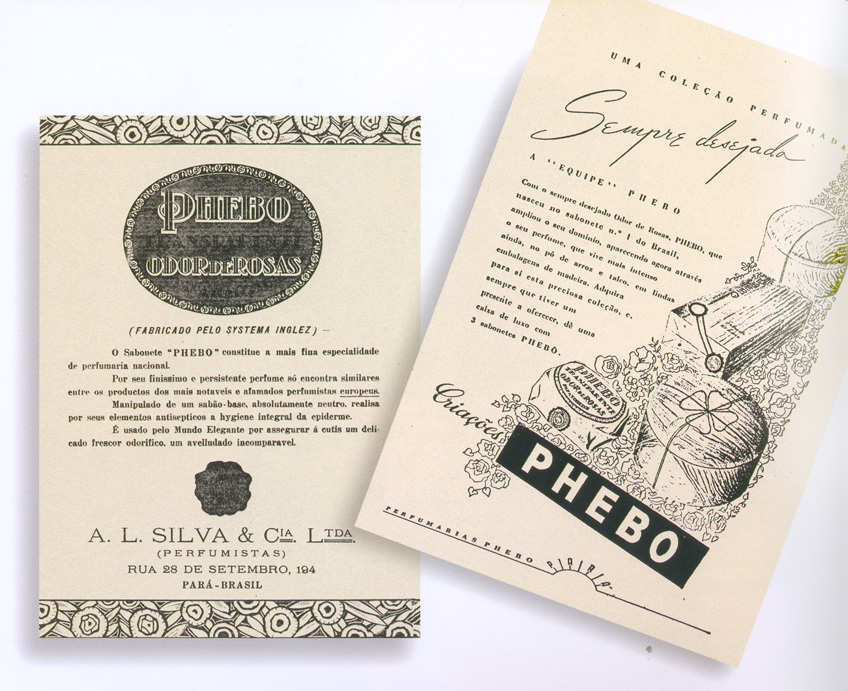 PHEBO
TRANSPARENTE
ODOR DE ROSAS
(FABRICADO PELO SYSTEMA INGLEZ) –
O Sabonete "PHEBO" constitue a mais fina especialidade
de perfumaria nacional.
Por seu finissimo e persistente perfume só encontra similares
entre os productos dos mais notaveis e afamados perfumistas europeus.
Manipulado de um sabão-base, absolutamente neutro, realisa
por seus elementos antisepticos a hygiene integral da epiderme.
É usado pelo Mundo Elegante por assegurar á cutis um deli-
cado frescor odorifico, um avelludado incomparavel.
A. L. SILVA & CIA. LTDA.
(PERFUMISTAS)
RUA 28 DE SETEMBRO, 194
PARÁ-BRASIL
UMA COLEÇÃO PERFUMADA
Sempre desejada
A "EQUIPE" PHEBO
Com o sempre desejado Odor de Rosas, PHEBO, que
nasceu no sabonete n.º 1 do Brasil,
ampliou o seu domínio, aparecendo agora através
o seu perfume, que vive mais intenso
ainda, no pó de arroz e talco, em lindas
embalagens de madeira. Adquira
para si esta preciosa coleção, e,
sempre que tiver um
presente a oferecer, dê uma
caixa de luxo com
3 sabonetes PHEBO.
PHEBO
TRANSPARENTE
ODOR DE ROSAS
Criações
PHEBO
PERFUMARIAS PHEBO